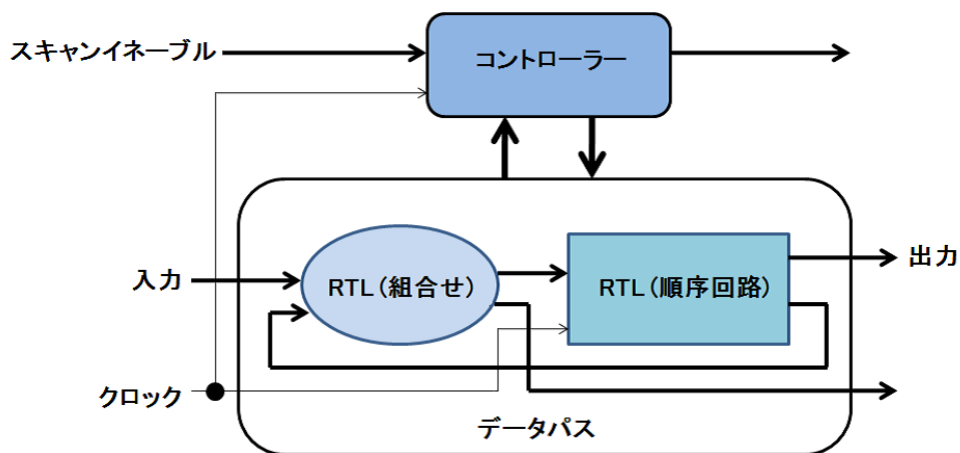 スキャンイネーブル
コントローラー
入力
RTL(組合せ)
RTL(順序回路)
出力
クロック
データパス